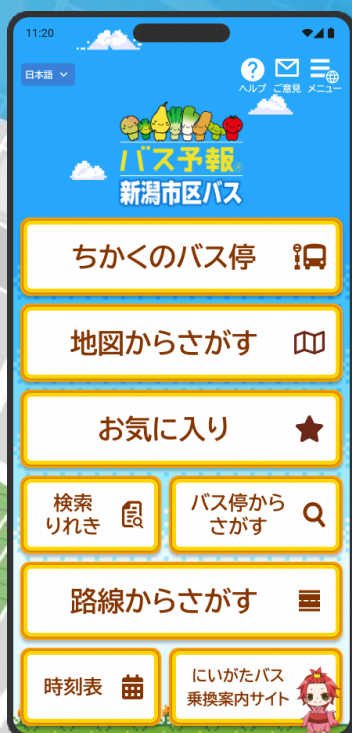 11:20
日本語
ヘルプ ご意見 メニュー
バス予報®
新潟市区バス
ちかくのバス停
地図からさがす
お気に入り
検索
りれき
バス停から
さがす
路線からさがす
時刻表
にいがたバス
乗換案内サイト